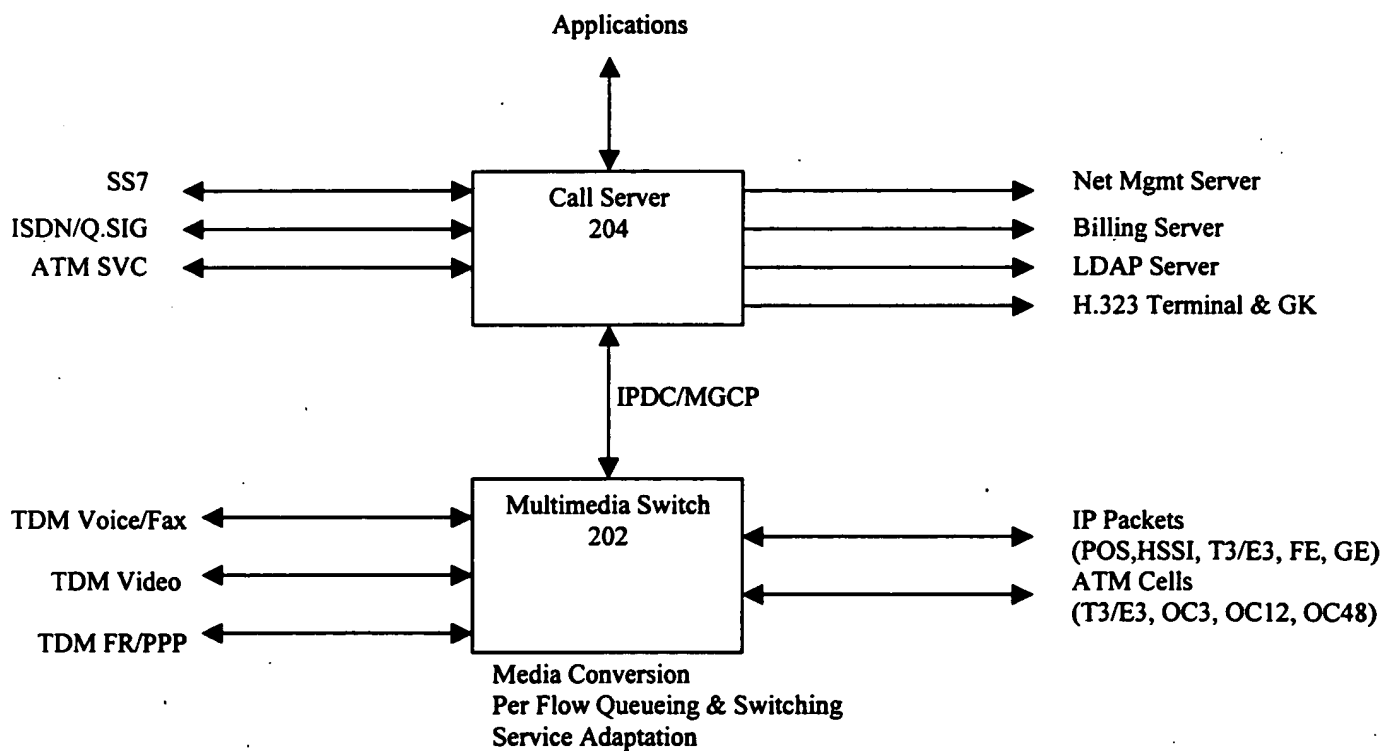 Applications
SS7
ISDN/Q.SIG
ATM SVC
Call Server
204
Net Mgmt Server
Billing Server
LDAP Server
H.323 Terminal & GK
IPDC/MGCP
TDM Voice/Fax
TDM Video
TDM FR/PPP
Multimedia Switch
202
IP Packets
(POS,HSSI, T3/E3, FE, GE)
ATM Cells
(T3/E3, OC3, OC12, OC48)
Media Conversion
Per Flow Queueing & Switching
Service Adaptation